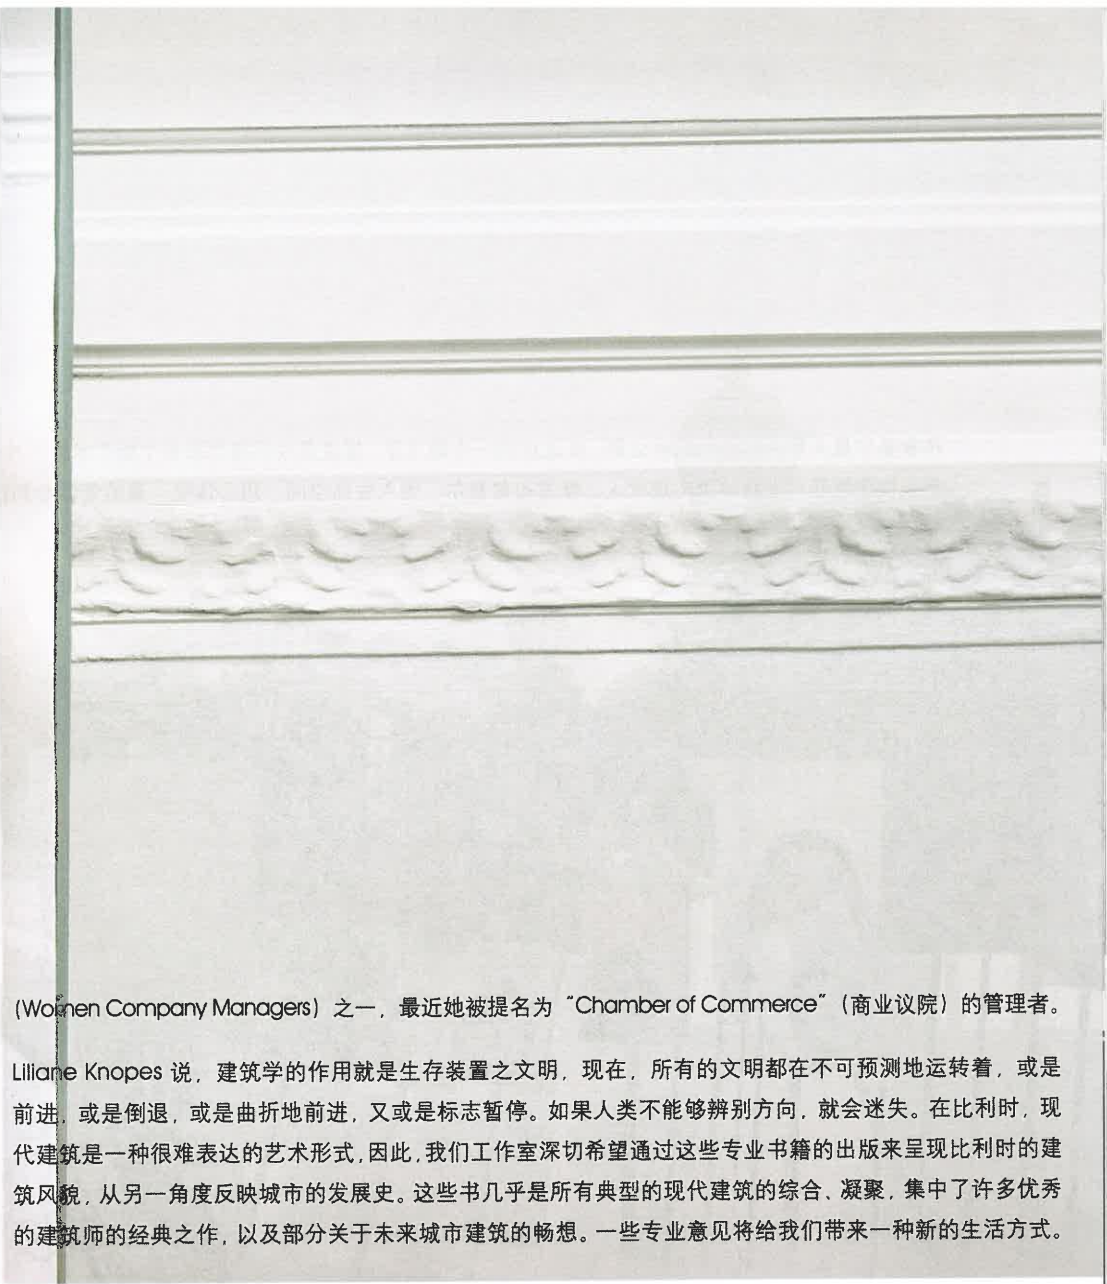 (Women Company Managers) 之一，最近她被提名为 “Chamber of Commerce”（商业议院）的管理者。
Liliane Knopes 说，建筑学的作用就是生存装置之文明，现在，所有的文明都在不可预测地运转着，或是
前进，或是倒退，或是曲折地前进，又或是标志暂停。如果人类不能够辨别方向，就会迷失。在比利时，现
代建筑是一种很难表达的艺术形式，因此，我们工作室深切希望通过这些专业书籍的出版来呈现比利时的建
筑风貌，从另一角度反映城市的发展史。这些书几乎是所有典型的现代建筑的综合、凝聚，集中了许多优秀
的建筑师的经典之作，以及部分关于未来城市建筑的畅想。一些专业意见将给我们带来一种新的生活方式。